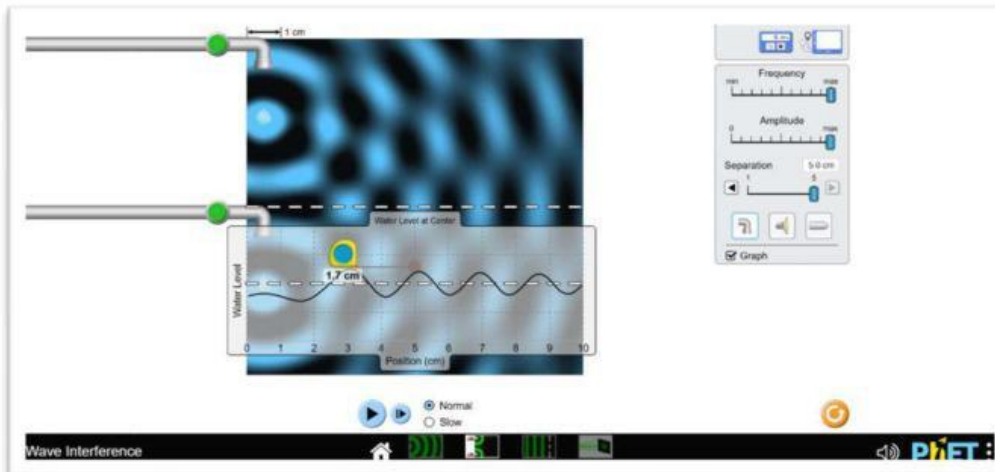 1 cm
Frequency
min
max
Amplitude
0
max
Separation
5.0 cm
1
5
Water Level at Center
1.7 cm
Water Level
0 1 2 3 4 5 6 7 8 9 10
Position (cm)
Graph
Normal
Slow
Wave Interference
PhET